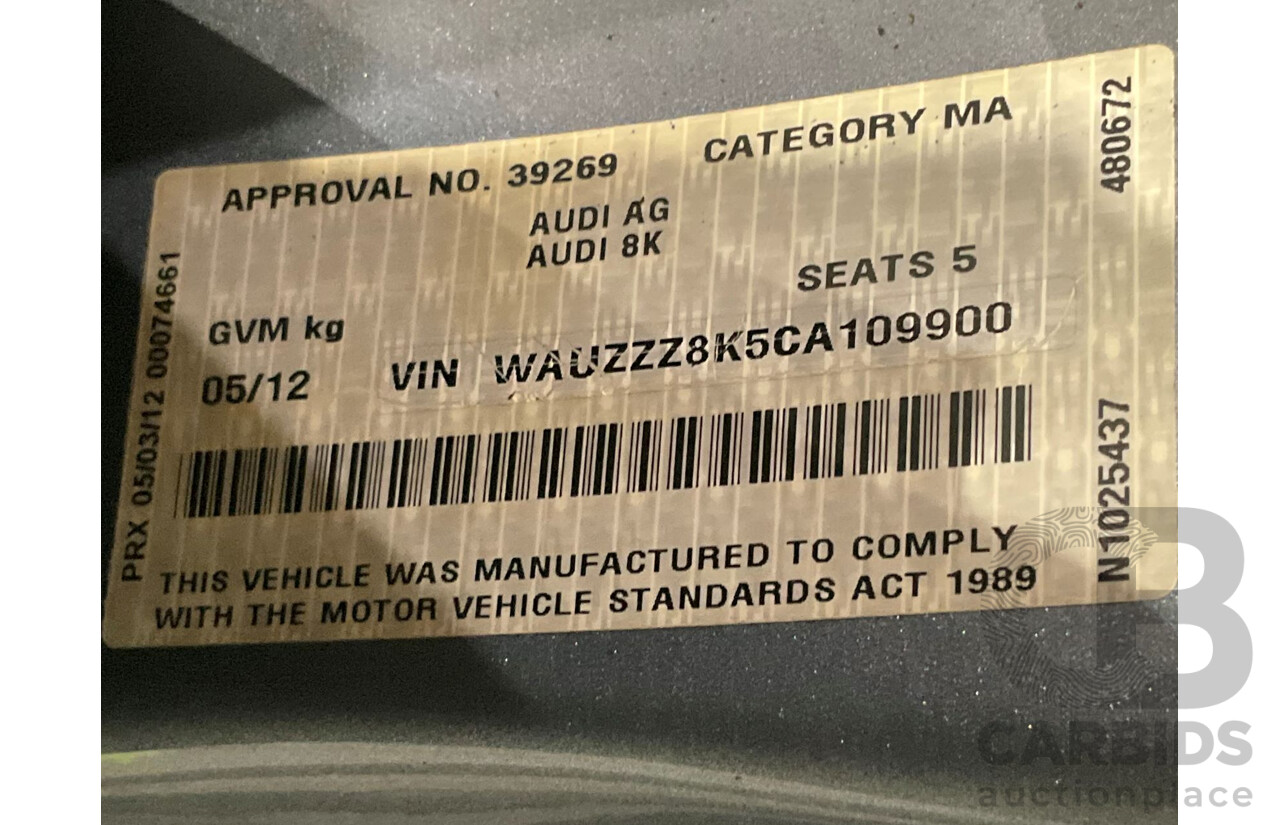 APPROVAL NO. 39269
CATEGORY MA
AUDI AG
AUDI 8K
SEATS 5
GVM kg
05/12
VIN WAUZZZ8K5CA109900
THIS VEHICLE WAS MANUFACTURED TO COMPLY
WITH THE MOTOR VEHICLE STANDARDS ACT 1989
PRX 05/03/12 00074661
480672
N1025437
CB
CARBIDS
auctionplace